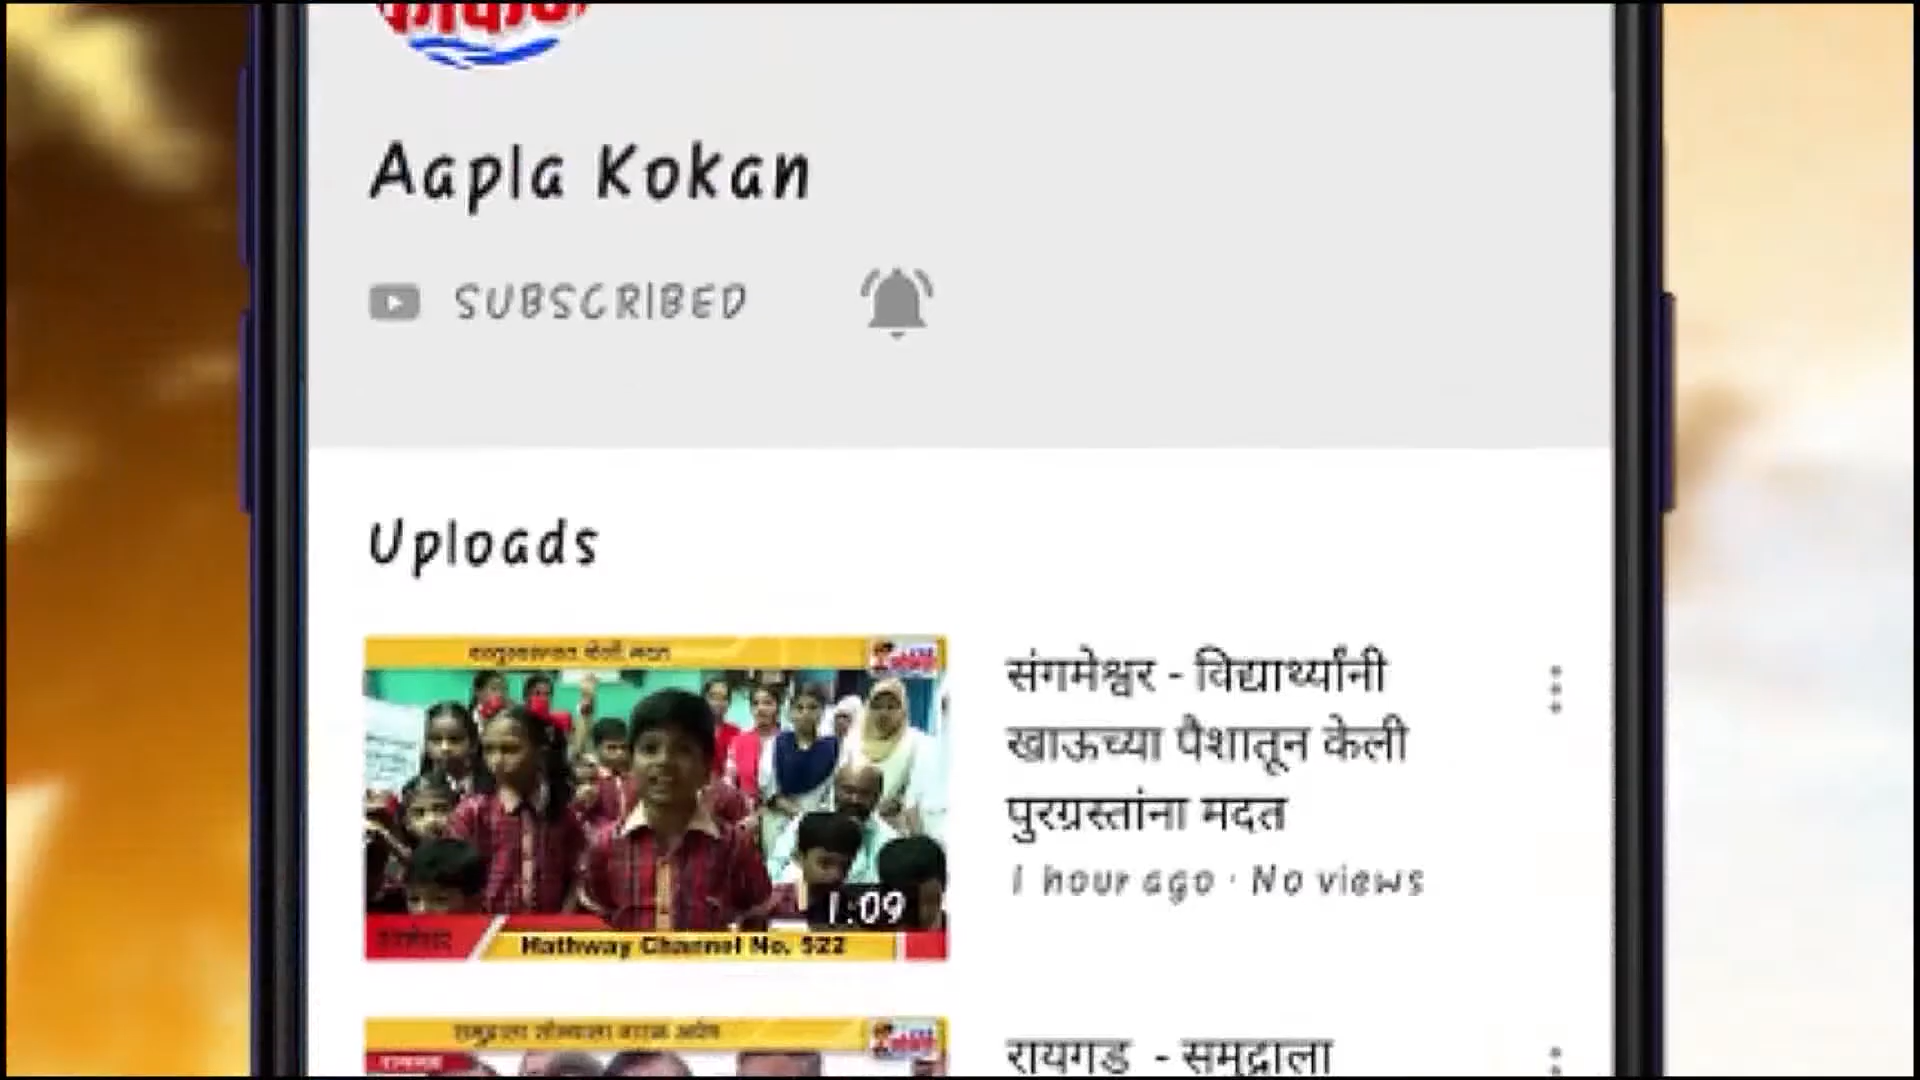 Aapla Kokan
SUBSCRIBED
Uploads
संगमेश्वर - विद्यार्थ्यांनी
खाऊच्या पैशातून केली
पुरग्रस्तांना मदत
1 hour ago · No views
1:09
Hathway Channel No. 522
रायगड - समुद्राला